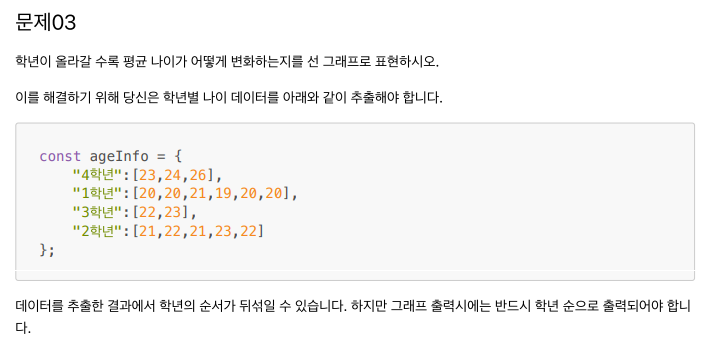 문제03
학년이 올라갈 수록 평균 나이가 어떻게 변화하는지를 선 그래프로 표현하시오.
이를 해결하기 위해 당신은 학년별 나이 데이터를 아래와 같이 추출해야 합니다.
const ageInfo = {
    "4학년":[23,24,26],
    "1학년":[20,20,21,19,20,20],
    "3학년":[22,23],
    "2학년":[21,22,21,23,22]
};
데이터를 추출한 결과에서 학년의 순서가 뒤섞일 수 있습니다. 하지만 그래프 출력시에는 반드시 학년 순으로 출력되어야 합니
다.